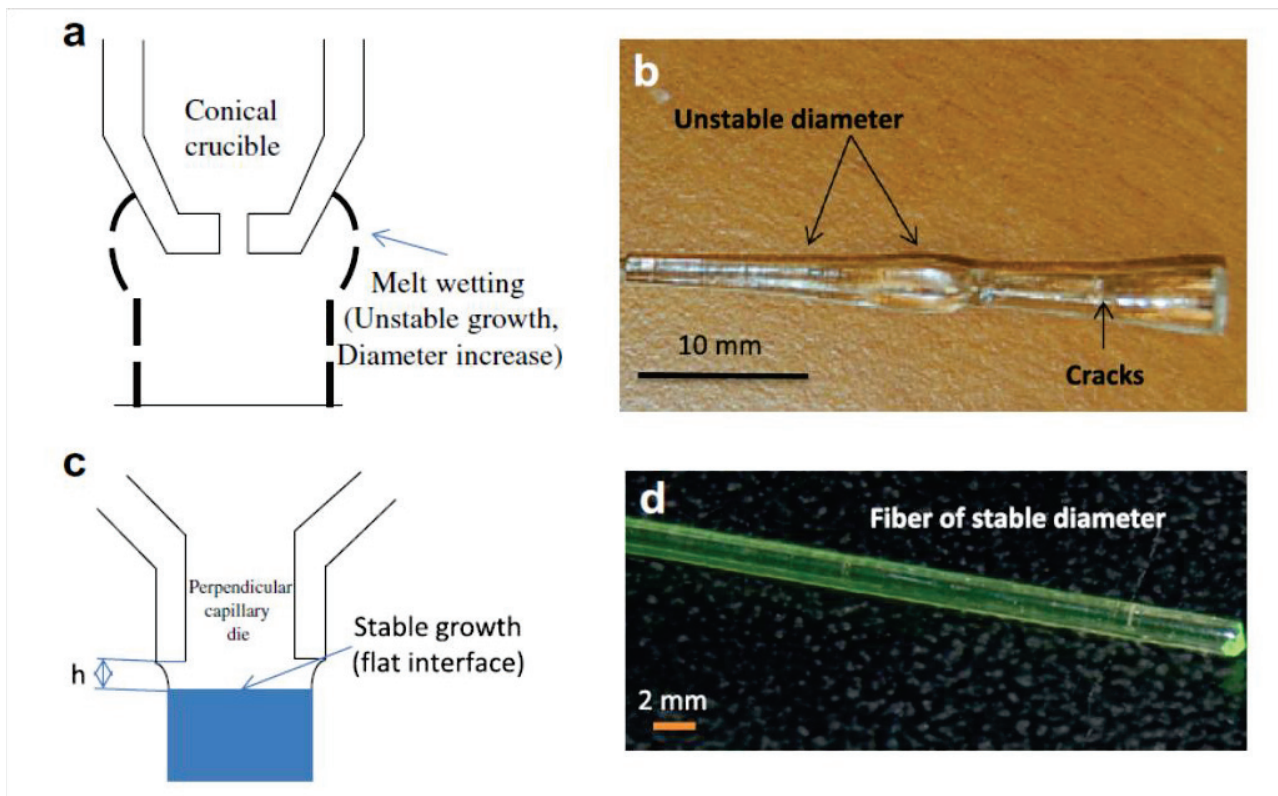 a
Conical
crucible
Melt wetting
(Unstable growth,
Diameter increase)
b
Unstable diameter
10 mm
Cracks
c
Perpendicular
capillary
die
h
Stable growth
(flat interface)
d
Fiber of stable diameter
2 mm